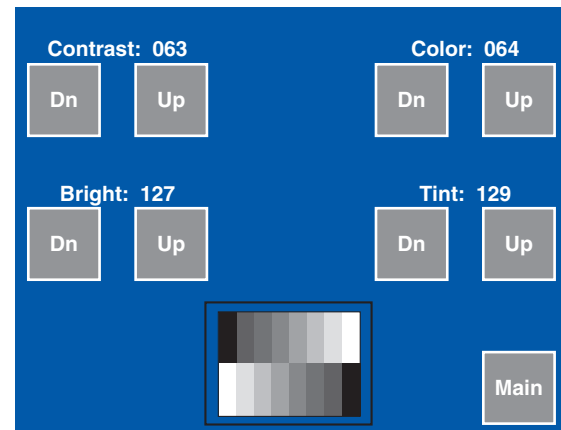 Contrast: 063 Color: 064
Dn Up Dn Up
Bright: 127 Tint: 129
Dn Up Dn Up
Main